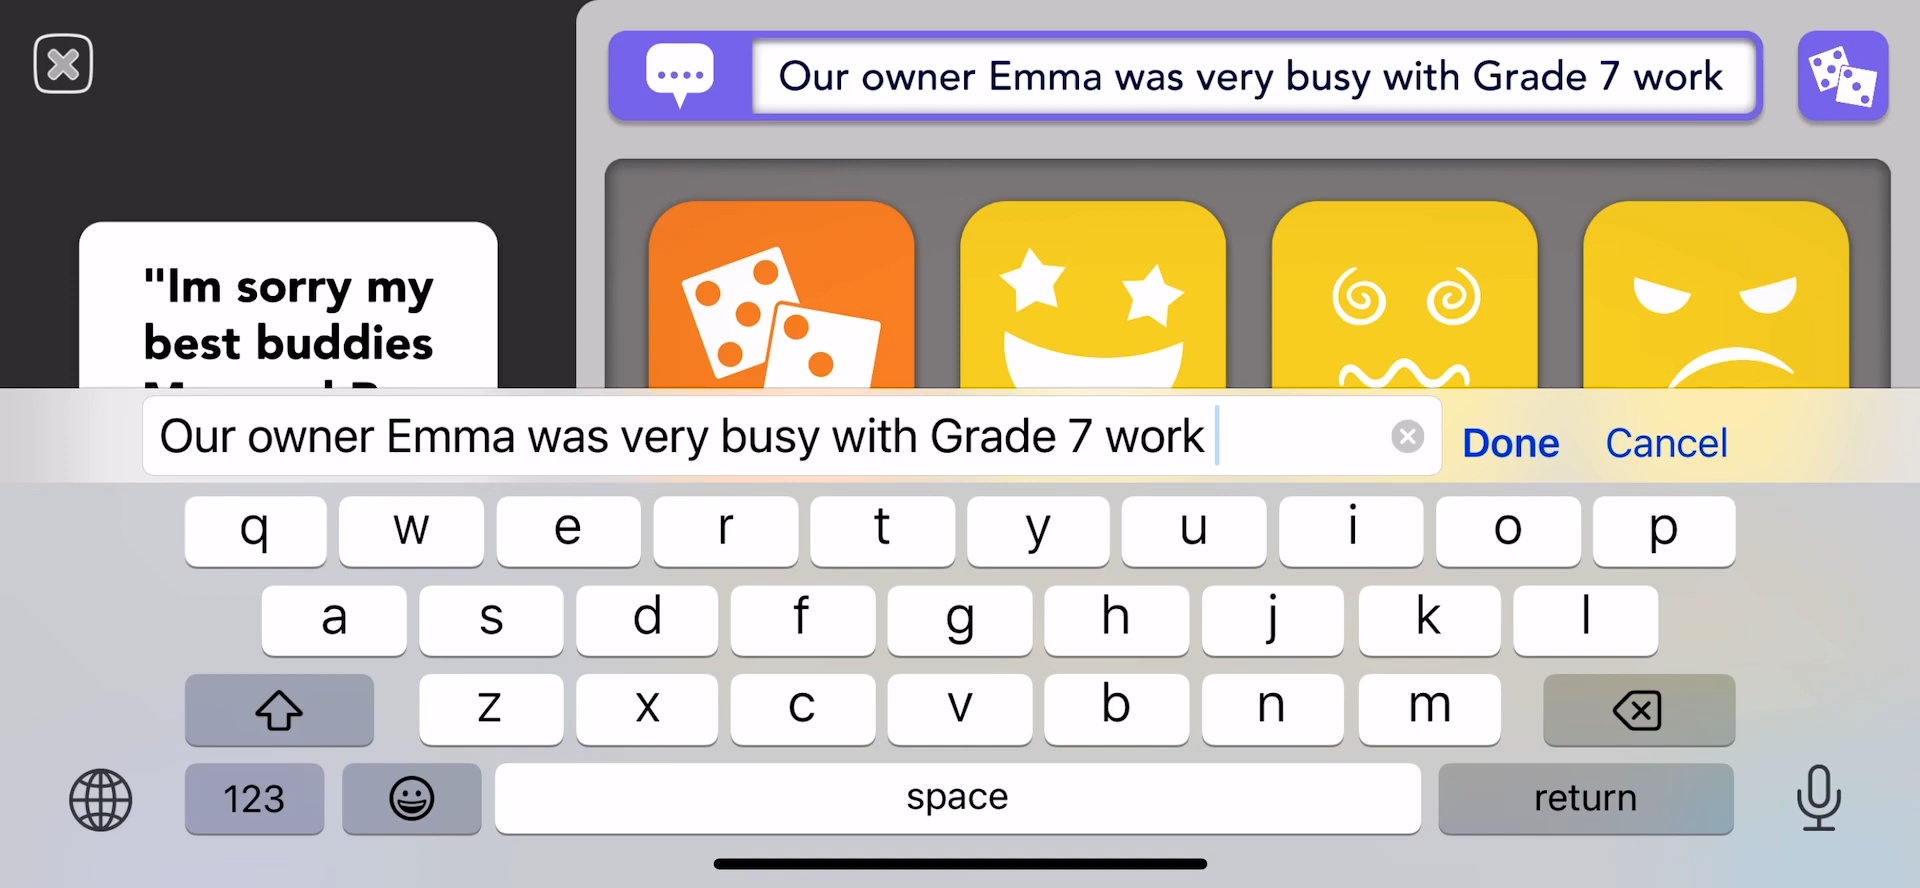 Our owner Emma was very busy with Grade 7 work
"Im sorry my
best buddies
Our owner Emma was very busy with Grade 7 work
Done Cancel
q w e r t y u i o p
a s d f g h j k l
z x c v b n m
123 space return